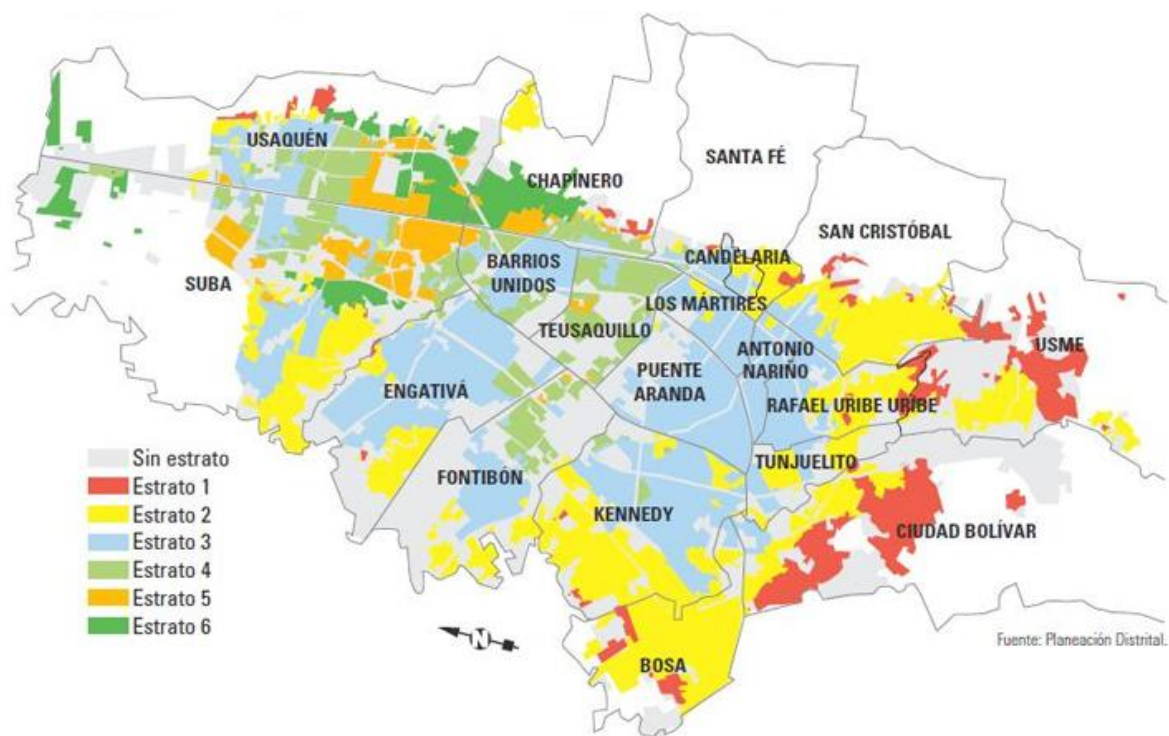 USAQUÉN
SANTA FÉ
CHAPINERO
SAN CRISTÓBAL
CANDELARIA
BARRIOS
UNIDOS
SUBA
LOS MÁRTIRES
TEUSAQUILLO
USME
ANTONIO
NARIÑO
PUENTE
ARANDA
ENGATIVÁ
RAFAEL URIBE URIBE
TUNJUELITO
FONTIBÓN
KENNEDY
CIUDAD BOLÍVAR
BOSA
Sin estrato
Estrato 1
Estrato 2
Estrato 3
Estrato 4
Estrato 5
Estrato 6
N
Fuente: Planeación Distrital.